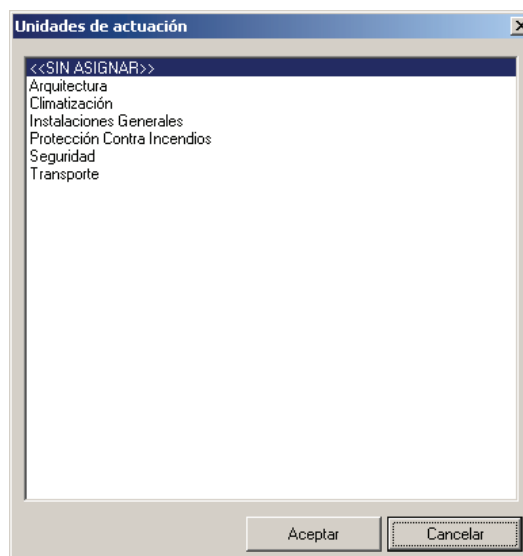 Unidades de actuación
<<SIN ASIGNAR>>
Arquitectura
Climatización
Instalaciones Generales
Protección Contra Incendios
Seguridad
Transporte
Aceptar
Cancelar